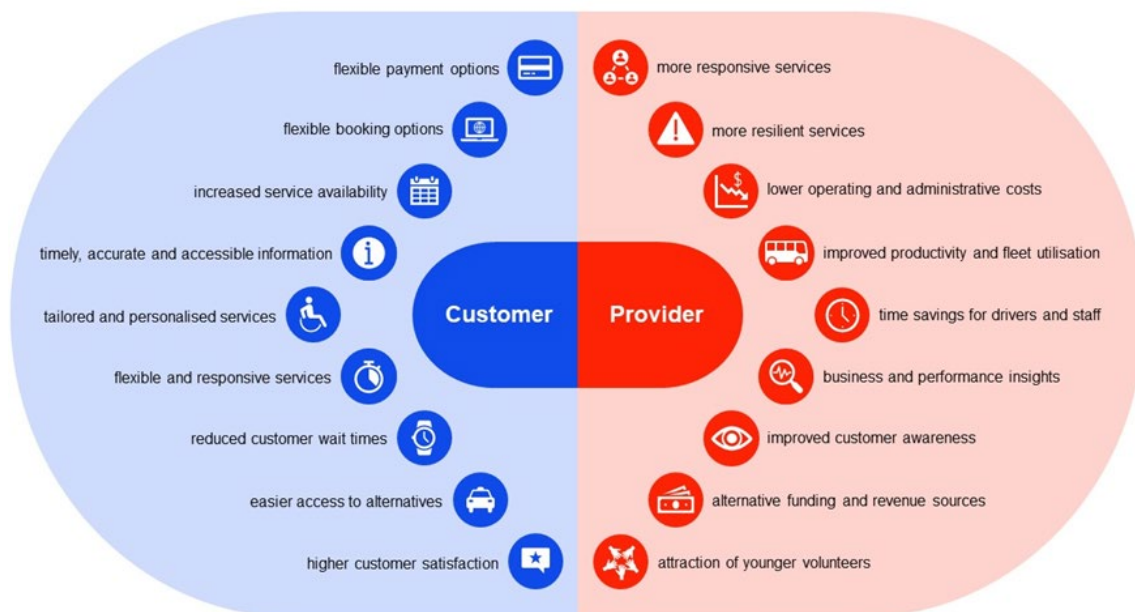 flexible payment options
flexible booking options
increased service availability
timely, accurate and accessible information
tailored and personalised services
flexible and responsive services
reduced customer wait times
easier access to alternatives
higher customer satisfaction
Customer
Provider
more responsive services
more resilient services
$
lower operating and administrative costs
improved productivity and fleet utilisation
time savings for drivers and staff
business and performance insights
improved customer awareness
alternative funding and revenue sources
attraction of younger volunteers